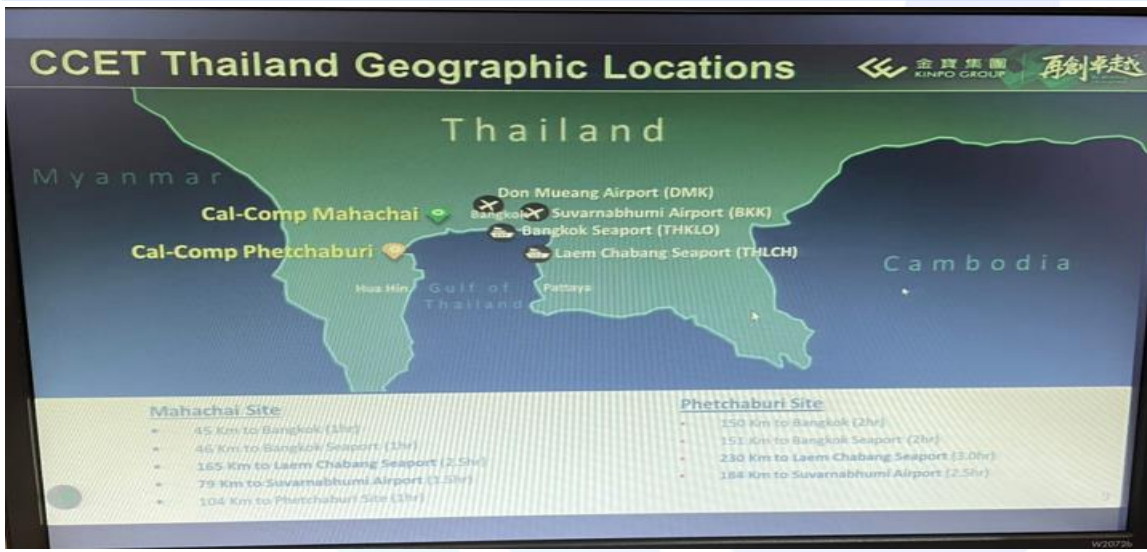 CCET Thailand Geographic Locations
金寶集團
KINPO GROUP
再創卓越
Thailand
Myanmar
Don Mueang Airport (DMK)
Cal-Comp Mahachai
Bangkok
Suvarnabhumi Airport (BKK)
Bangkok Seaport (THKLO)
Cal-Comp Phetchaburi
Laem Chabang Seaport (THLCH)
Cambodia
Hua Hin
Gulf of
Thailand
Pattaya
Mahachai Site
• 45 Km to Bangkok (1hr)
• 46 Km to Bangkok Seaport (1hr)
• 165 Km to Laem Chabang Seaport (2.5hr)
• 79 Km to Suvarnabhumi Airport (1.5hr)
• 104 Km to Phetchaburi Site (1hr)
Phetchaburi Site
• 150 Km to Bangkok (2hr)
• 151 Km to Bangkok Seaport (2hr)
• 230 Km to Laem Chabang Seaport (3.0hr)
• 184 Km to Suvarnabhumi Airport (2.5hr)
9
W2072b